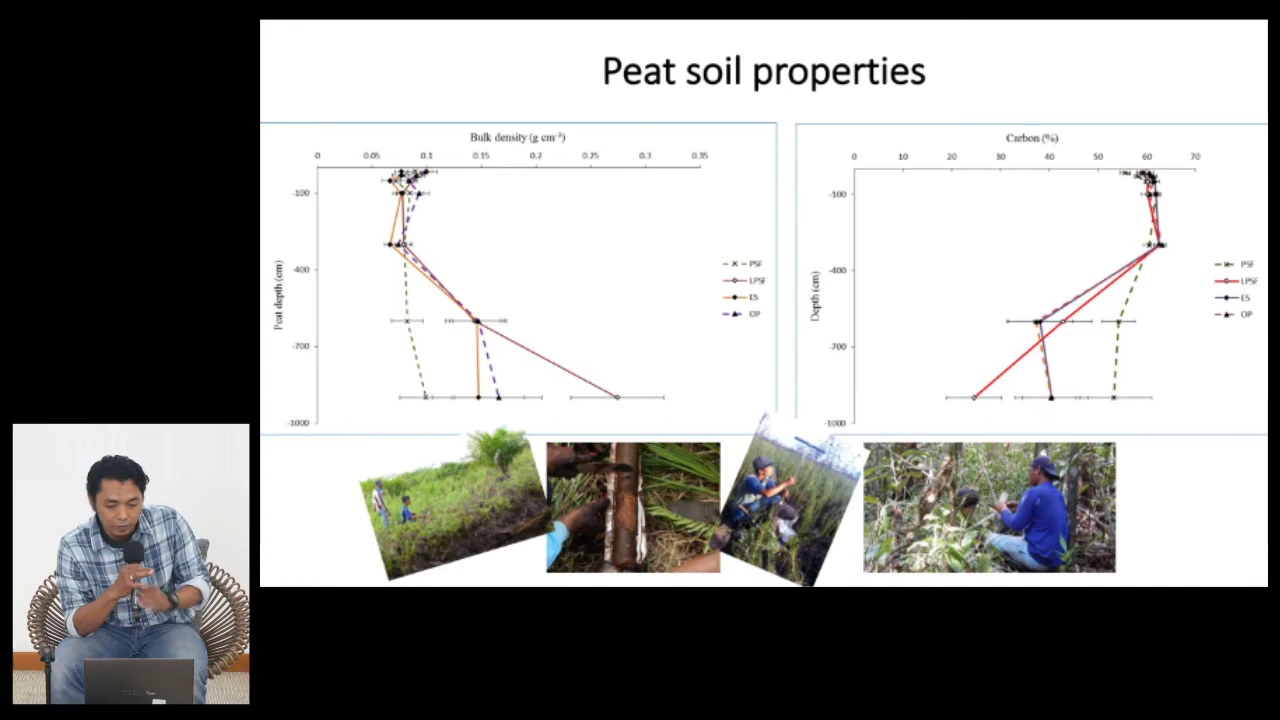 Peat soil properties
Bulk density (g cm⁻³)
0 0.05 0.1 0.15 0.2 0.25 0.3 0.35
-100
-400
-700
-1000
Peat depth (cm)
PSF
LPSF
ES
OP
Carbon (%)
0 10 20 30 40 50 60 70
-100
-400
-700
-1000
Depth (cm)
PSF
LPSF
ES
OP